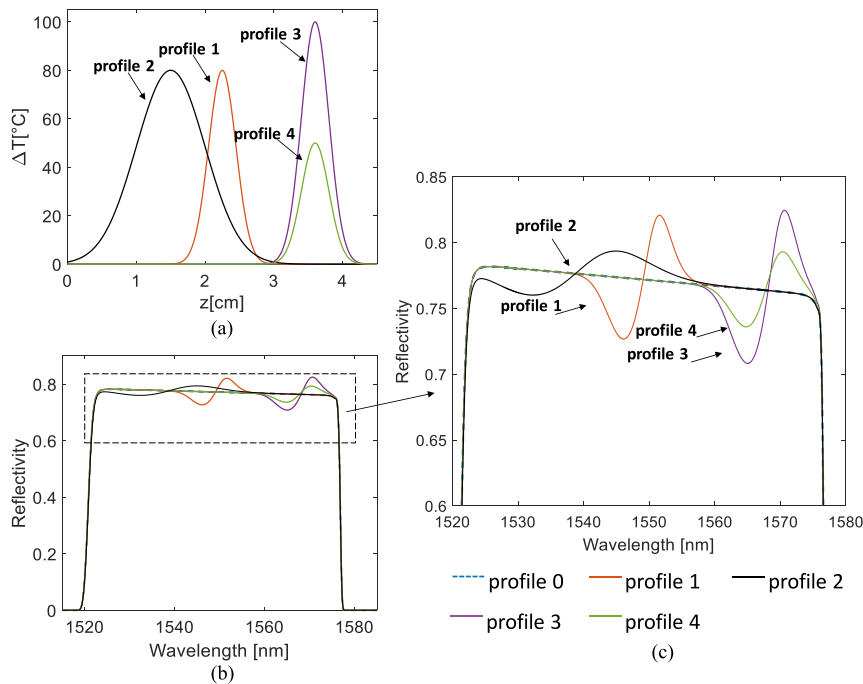 100
80
60
40
20
0
ΔT[°C]
profile 3
profile 1
profile 2
profile 4
0
1
2
3
4
z[cm]
(a)
0.8
0.6
0.4
0.2
0
Reflectivity
1520
1540
1560
1580
Wavelength [nm]
(b)
0.85
0.8
0.75
0.7
0.65
0.6
Reflectivity
profile 2
profile 1
profile 4
profile 3
1520
1530
1540
1550
1560
1570
1580
Wavelength [nm]
profile 0
profile 1
profile 2
profile 3
profile 4
(c)